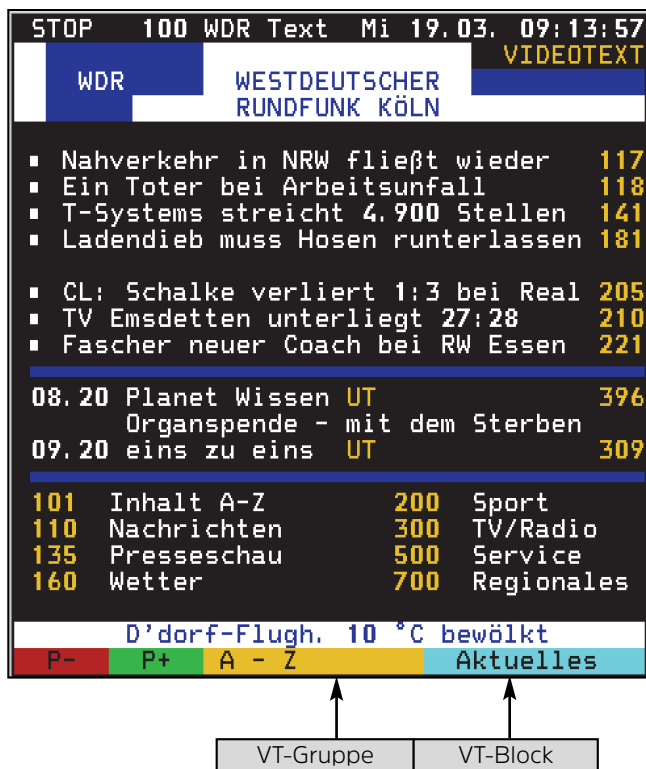 STOP 100 WDR Text Mi 19.03. 09:13:57
VIDEOTEXT
WDR WESTDEUTSCHER
RUNDFUNK KÖLN
▪ Nahverkehr in NRW fließt wieder 117
▪ Ein Toter bei Arbeitsunfall 118
▪ T-Systems streicht 4.900 Stellen 141
▪ Ladendieb muss Hosen runterlassen 181
▪ CL: Schalke verliert 1:3 bei Real 205
▪ TV Emsdetten unterliegt 27:28 210
▪ Fascher neuer Coach bei RW Essen 221
08.20 Planet Wissen UT 396
Organspende - mit dem Sterben
09.20 eins zu eins UT 309
101 Inhalt A-Z 200 Sport
110 Nachrichten 300 TV/Radio
135 Presseschau 500 Service
160 Wetter 700 Regionales
D'dorf-Flugh. 10 °C bewölkt
P- P+ A - Z Aktuelles
VT-Gruppe VT-Block